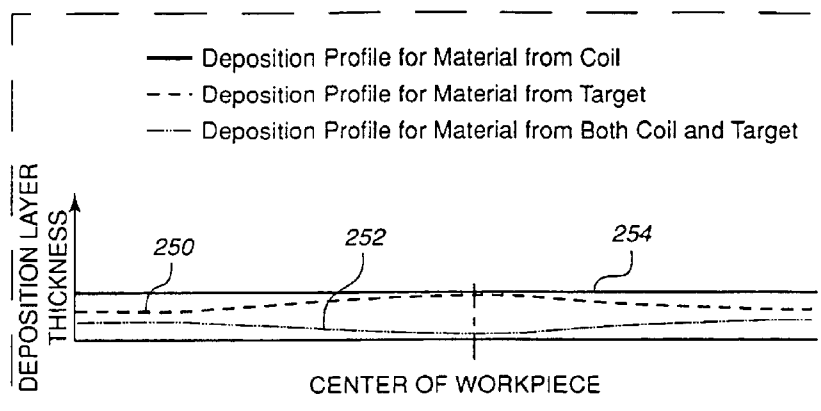 Deposition Profile for Material from Coil
Deposition Profile for Material from Target
Deposition Profile for Material from Both Coil and Target
DEPOSITION LAYER
THICKNESS
250
252
254
CENTER OF WORKPIECE